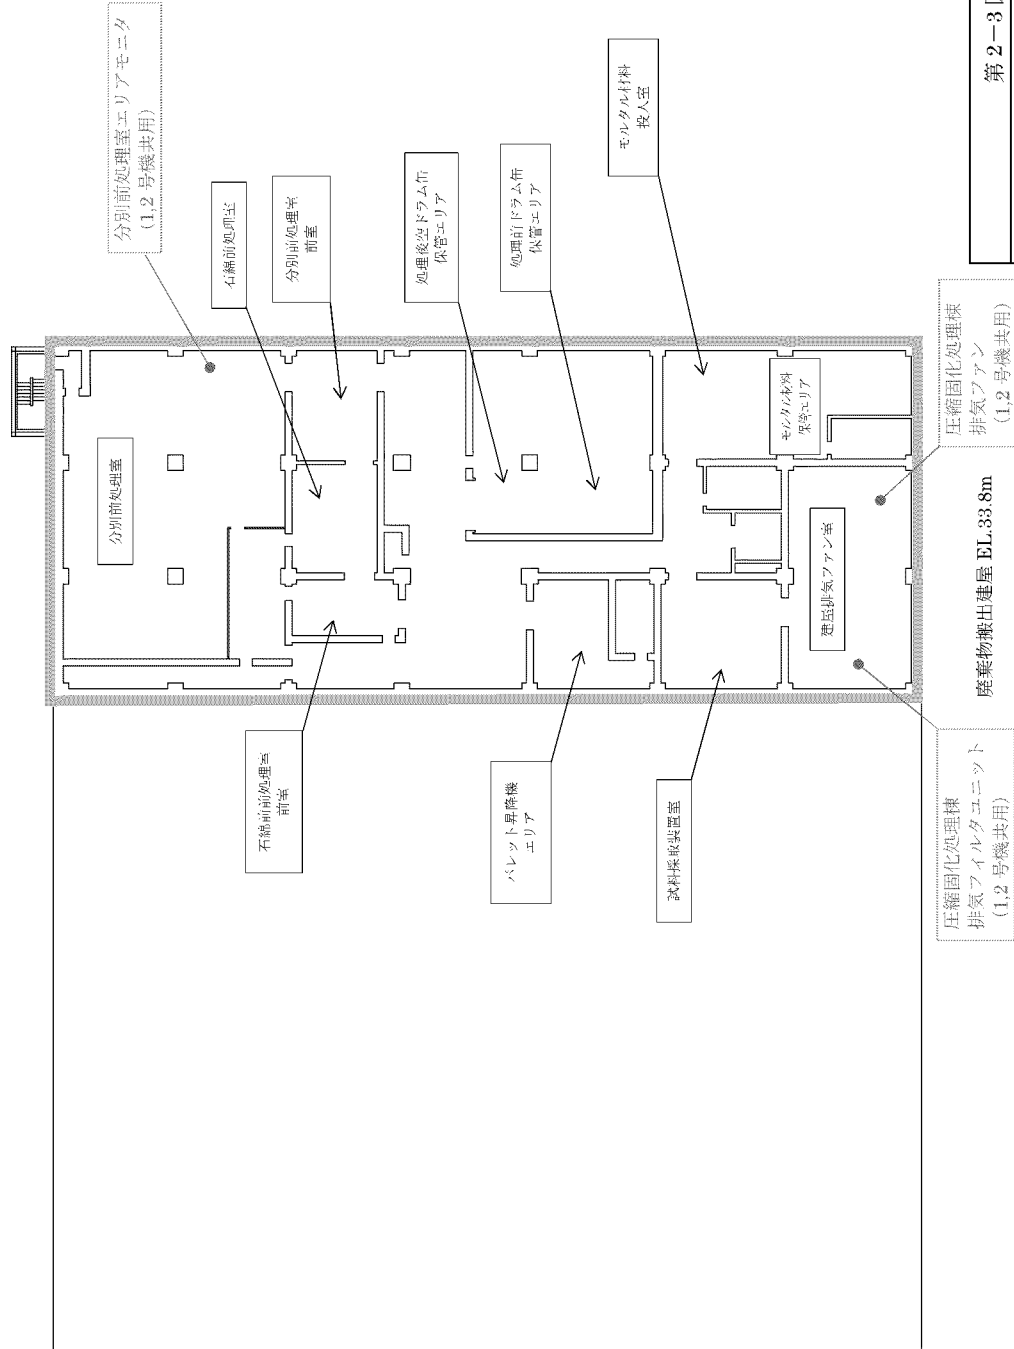 第2-3
分別前処理室エリアモニタ
(1,2 号機共用)
石綿前処理室
分別前処理室
前室
処理後空ドラム缶
保管エリア
処理前ドラム缶
保管エリア
モルタル材料
投入室
分別前処理室
モルタル材料
保管エリア
建屋排気ファン室
圧縮固化処理棟
排気ファン
(1,2 号機共用)
石綿前前処理室
前室
パレット昇降機
エリア
試料採取装置室
圧縮固化処理棟
排気フィルタユニット
(1,2 号機共用)
廃棄物搬出建屋 EL.33.8m